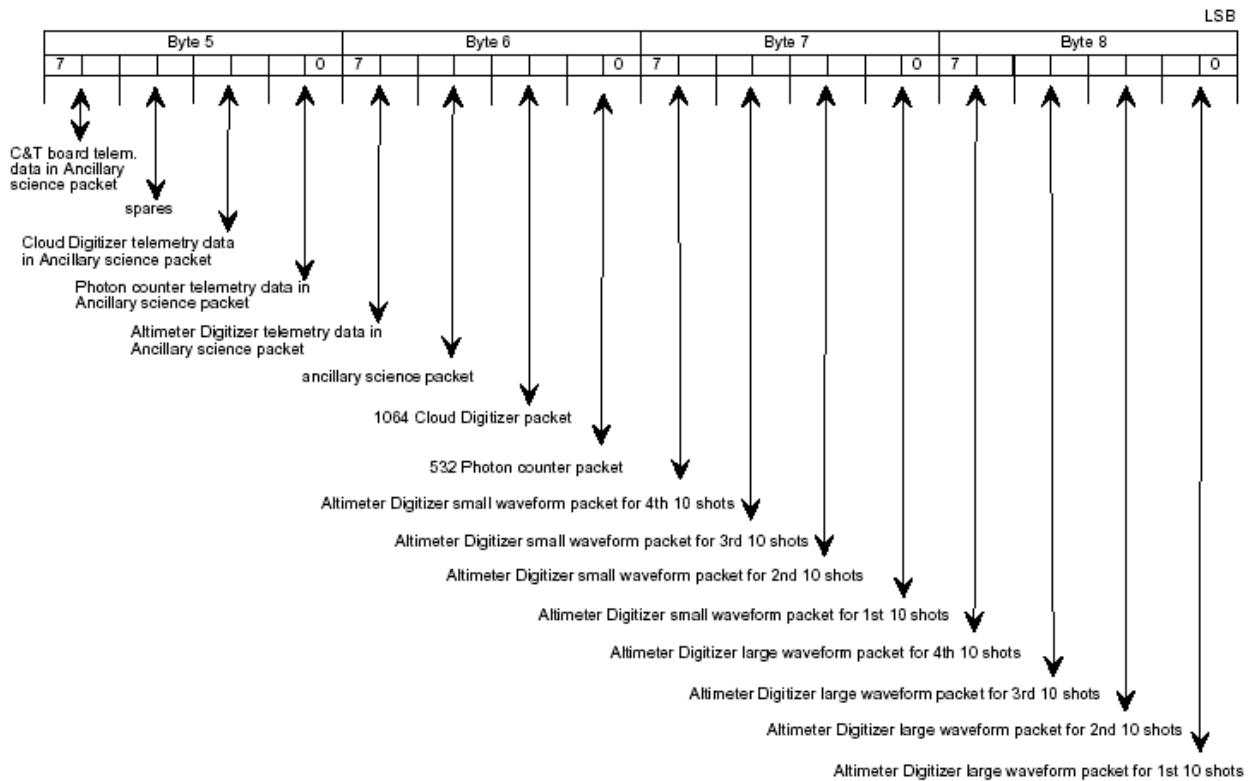 LSB
Byte 5 Byte 6 Byte 7 Byte 8
7 0 7 0 7 0 7 0
C&T board telem.
data in Ancillary
science packet
spares
Cloud Digitizer telemetry data
in Ancillary science packet
Photon counter telemetry data in
Ancillary science packet
Altimeter Digitizer telemetry data in
Ancillary science packet
ancillary science packet
1064 Cloud Digitizer packet
532 Photon counter packet
Altimeter Digitizer small waveform packet for 4th 10 shots
Altimeter Digitizer small waveform packet for 3rd 10 shots
Altimeter Digitizer small waveform packet for 2nd 10 shots
Altimeter Digitizer small waveform packet for 1st 10 shots
Altimeter Digitizer large waveform packet for 4th 10 shots
Altimeter Digitizer large waveform packet for 3rd 10 shots
Altimeter Digitizer large waveform packet for 2nd 10 shots
Altimeter Digitizer large waveform packet for 1st 10 shots